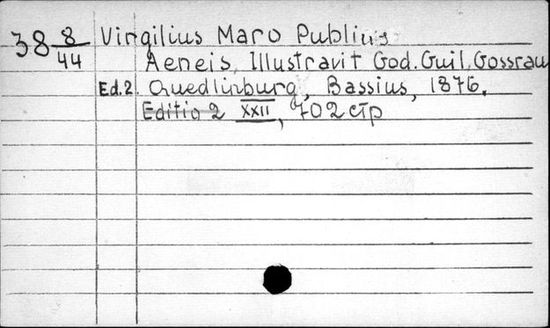 38 8/44 Virgilius Maro Publius
Aeneis, Illustravit God. Guil. Gossrau
Ed.2. Quedlinburg, Bassius, 1876.
Editio 2 XXII, 702 стр